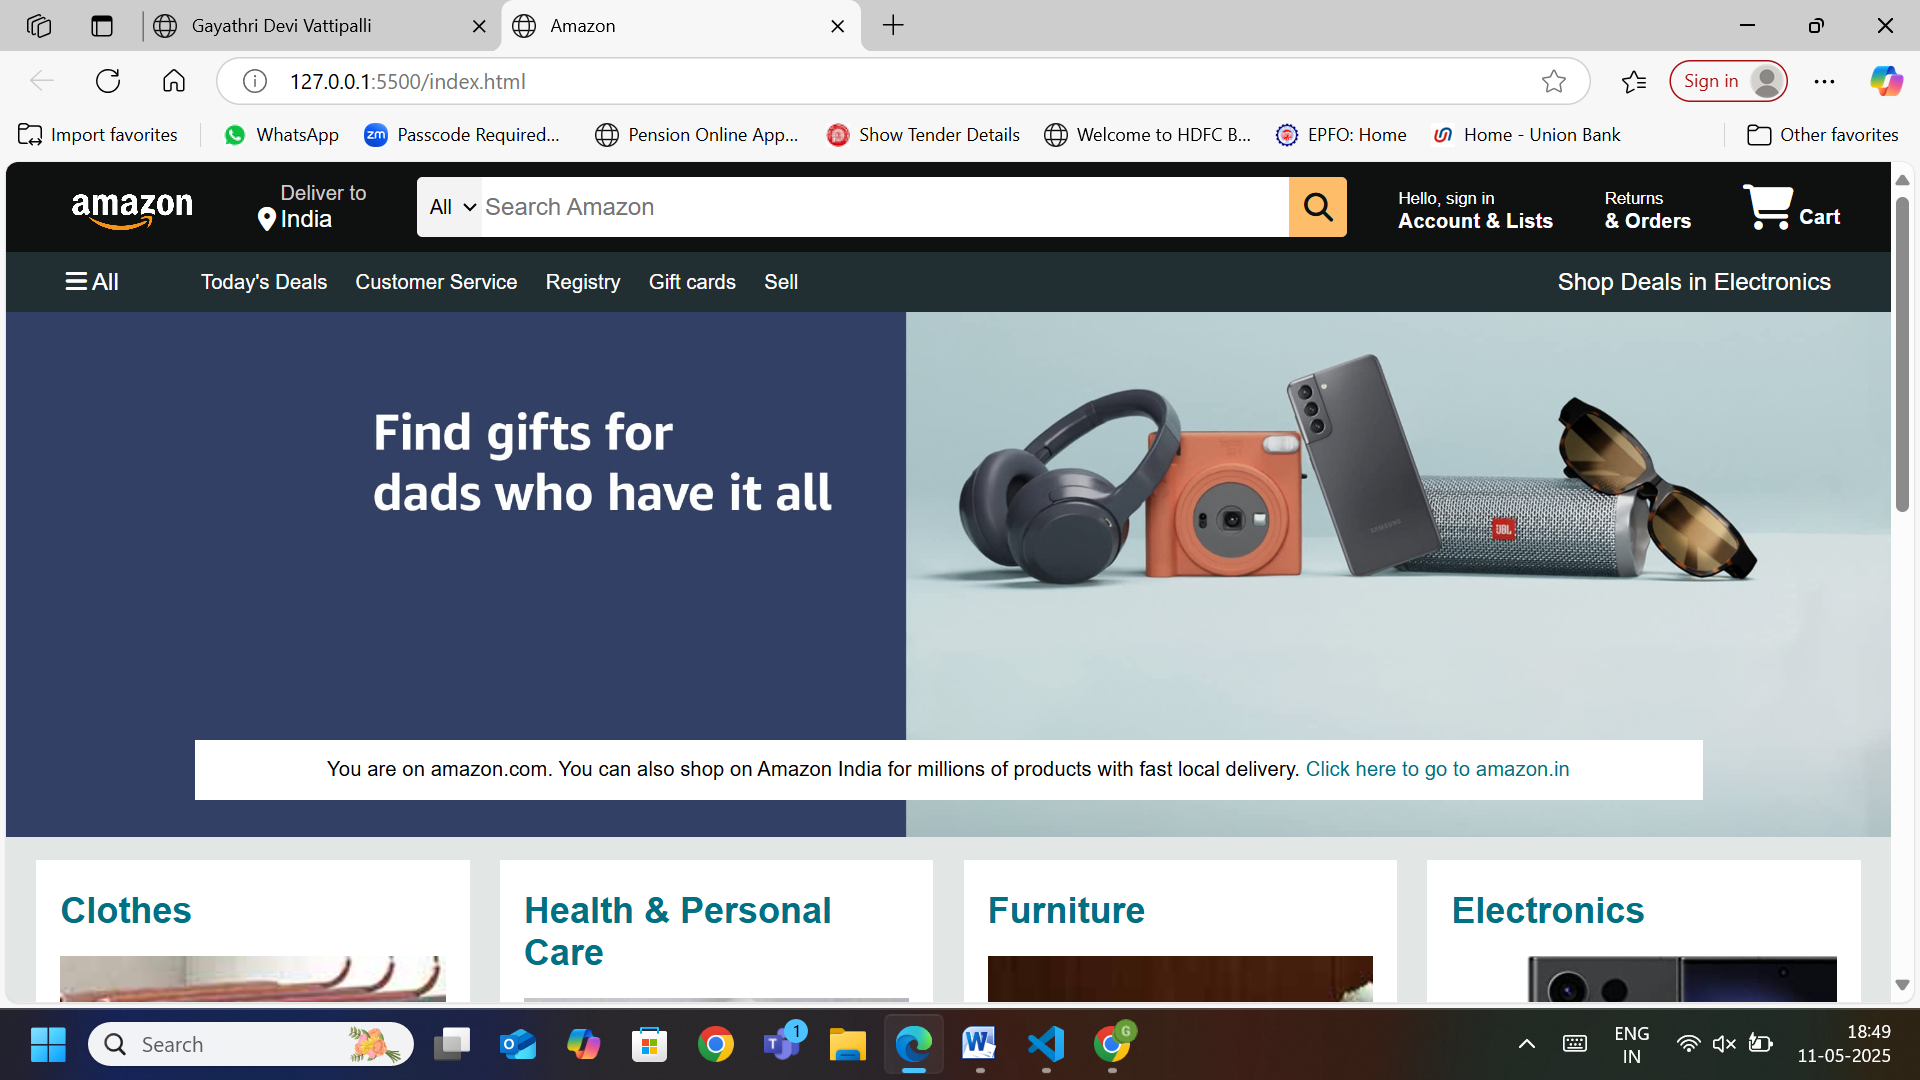 Gayathri Devi Vattipalli
Amazon
127.0.0.1:5500/index.html
Sign in
Import favorites
WhatsApp
zm
Passcode Required...
Pension Online App...
Show Tender Details
Welcome to HDFC B...
EPFO: Home
Home - Union Bank
Other favorites
amazon
Deliver to
India
All
Search Amazon
Hello, sign in
Account & Lists
Returns
& Orders
Cart
All
Today's Deals
Customer Service
Registry
Gift cards
Sell
Shop Deals in Electronics
Find gifts for
dads who have it all
SAMSUNG
JBL
You are on amazon.com. You can also shop on Amazon India for millions of products with fast local delivery. Click here to go to amazon.in
Clothes
Health & Personal
Care
Furniture
Electronics
Search
1
G
ENG
IN
18:49
11-05-2025